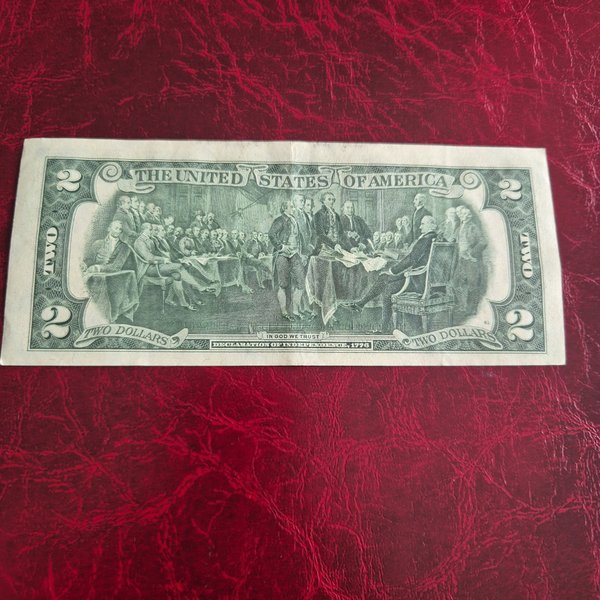 2 THE UNITED STATES OF AMERICA 2
TWO
TWO
2 TWO DOLLARS
IN GOD WE TRUST
TWO DOLLARS 2
DECLARATION OF INDEPENDENCE, 1776